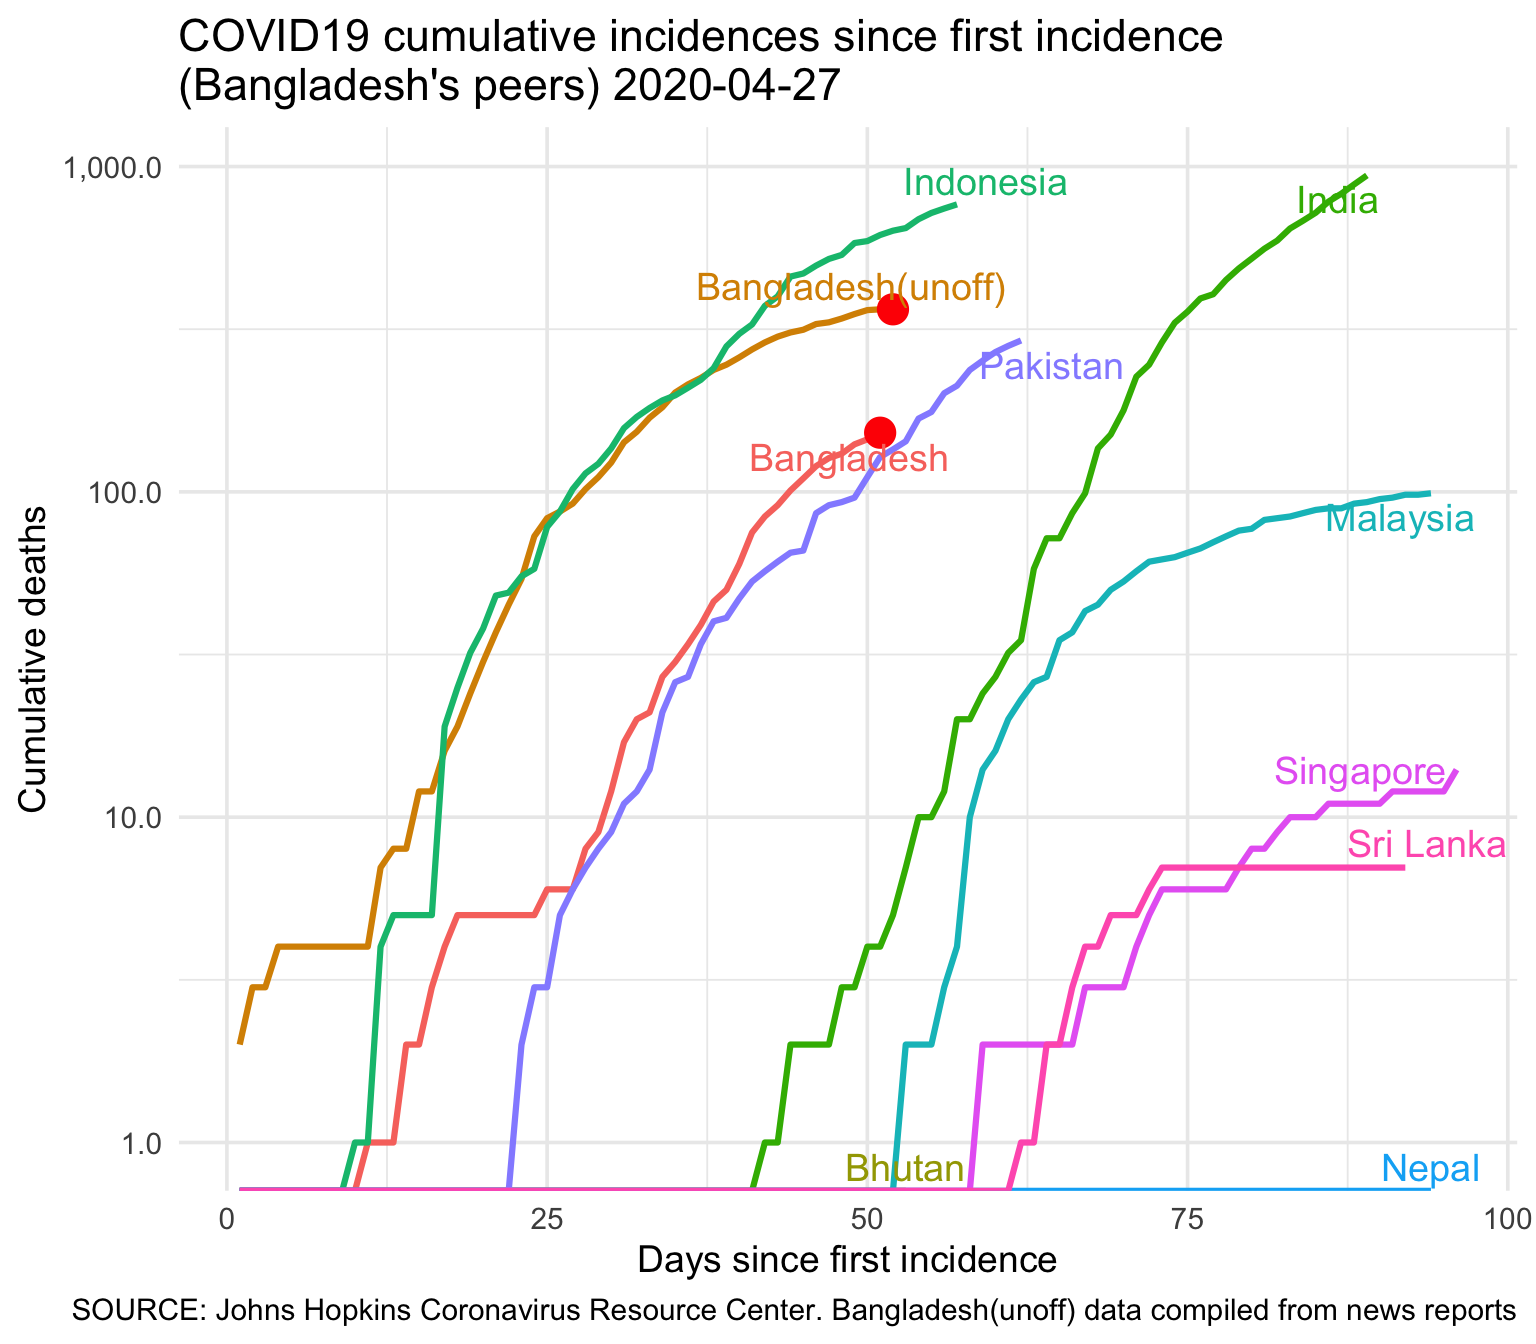 COVID19 cumulative incidences since first incidence
(Bangladesh's peers) 2020-04-27
1,000.0
100.0
10.0
1.0
Cumulative deaths
Indonesia
India
Bangladesh(unoff)
Pakistan
Bangladesh
Malaysia
Singapore
Sri Lanka
Bhutan
Nepal
0 25 50 75 100
Days since first incidence
SOURCE: Johns Hopkins Coronavirus Resource Center. Bangladesh(unoff) data compiled from news reports